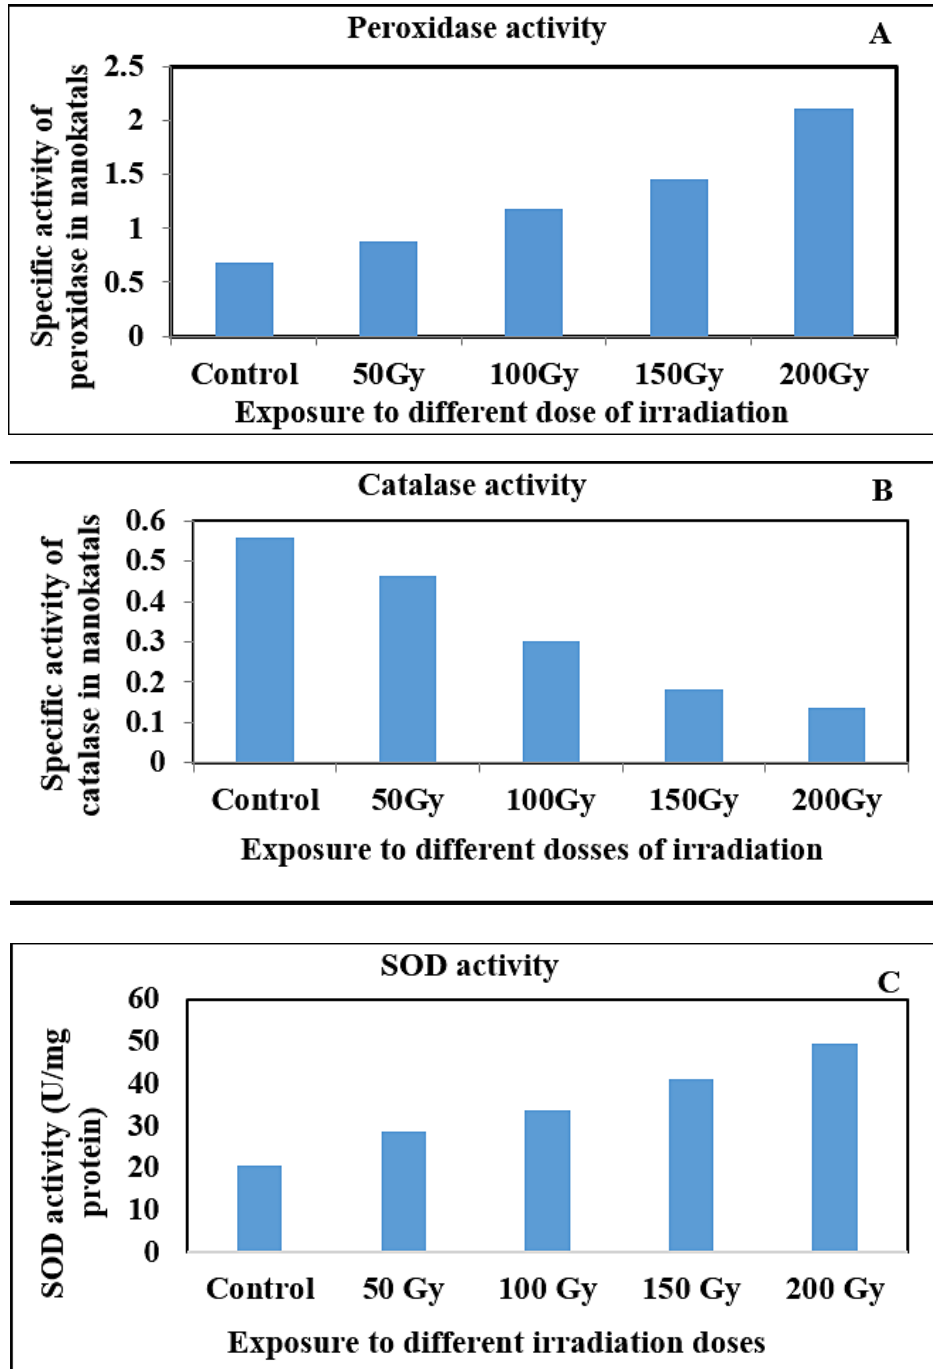 Peroxidase activity
A
Specific activity of
peroxidase in nanokatals
2.5
2
1.5
1
0.5
0
Control 50Gy 100Gy 150Gy 200Gy
Exposure to different dose of irradiation
Catalase activity
B
Specific activity of
catalase in nanokatals
0.6
0.5
0.4
0.3
0.2
0.1
0
Control 50Gy 100Gy 150Gy 200Gy
Exposure to different dosses of irradiation
SOD activity
C
SOD activity (U/mg
protein)
60
50
40
30
20
10
0
Control 50 Gy 100 Gy 150 Gy 200 Gy
Exposure to different irradiation doses